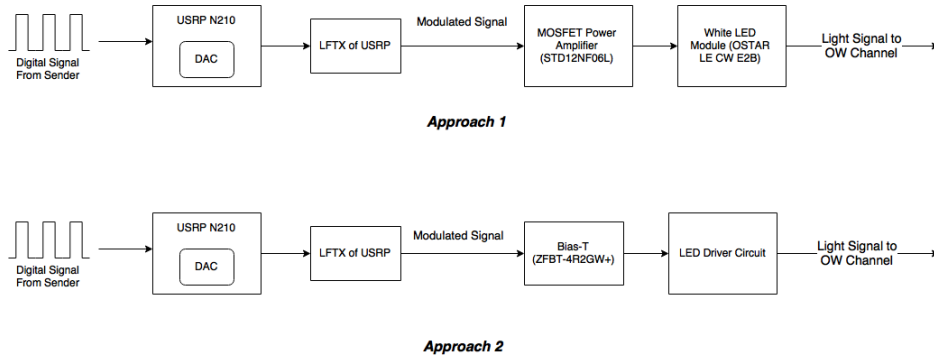 USRP N210
DAC
Digital Signal
From Sender
LFTX of USRP
Modulated Signal
MOSFET Power
Amplifier
(STD12NF06L)
White LED
Module (OSTAR
LE CW E2B)
Light Signal to
OW Channel
Approach 1
USRP N210
DAC
Digital Signal
From Sender
LFTX of USRP
Modulated Signal
Bias-T
(ZFBT-4R2GW+)
LED Driver Circuit
Light Signal to
OW Channel
Approach 2